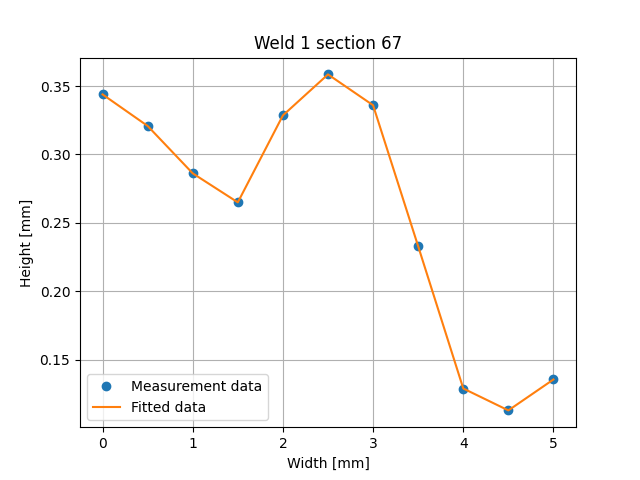 Weld 1 section 67
0.35
0.30
0.25
0.20
0.15
Height [mm]
Measurement data
Fitted data
0 1 2 3 4 5
Width [mm]